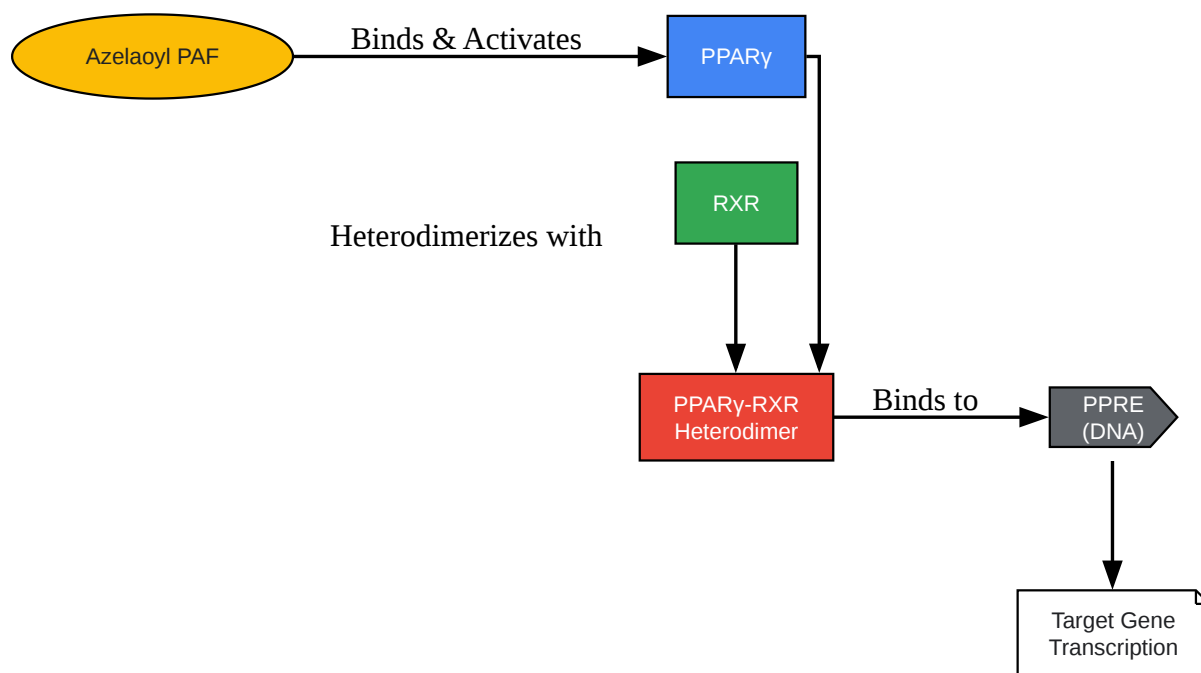 Azelaoyl PAF
Binds & Activates
PPARγ
RXR
Heterodimerizes with
PPARγ-RXR
Heterodimer
Binds to
PPRE
(DNA)
Target Gene
Transcription